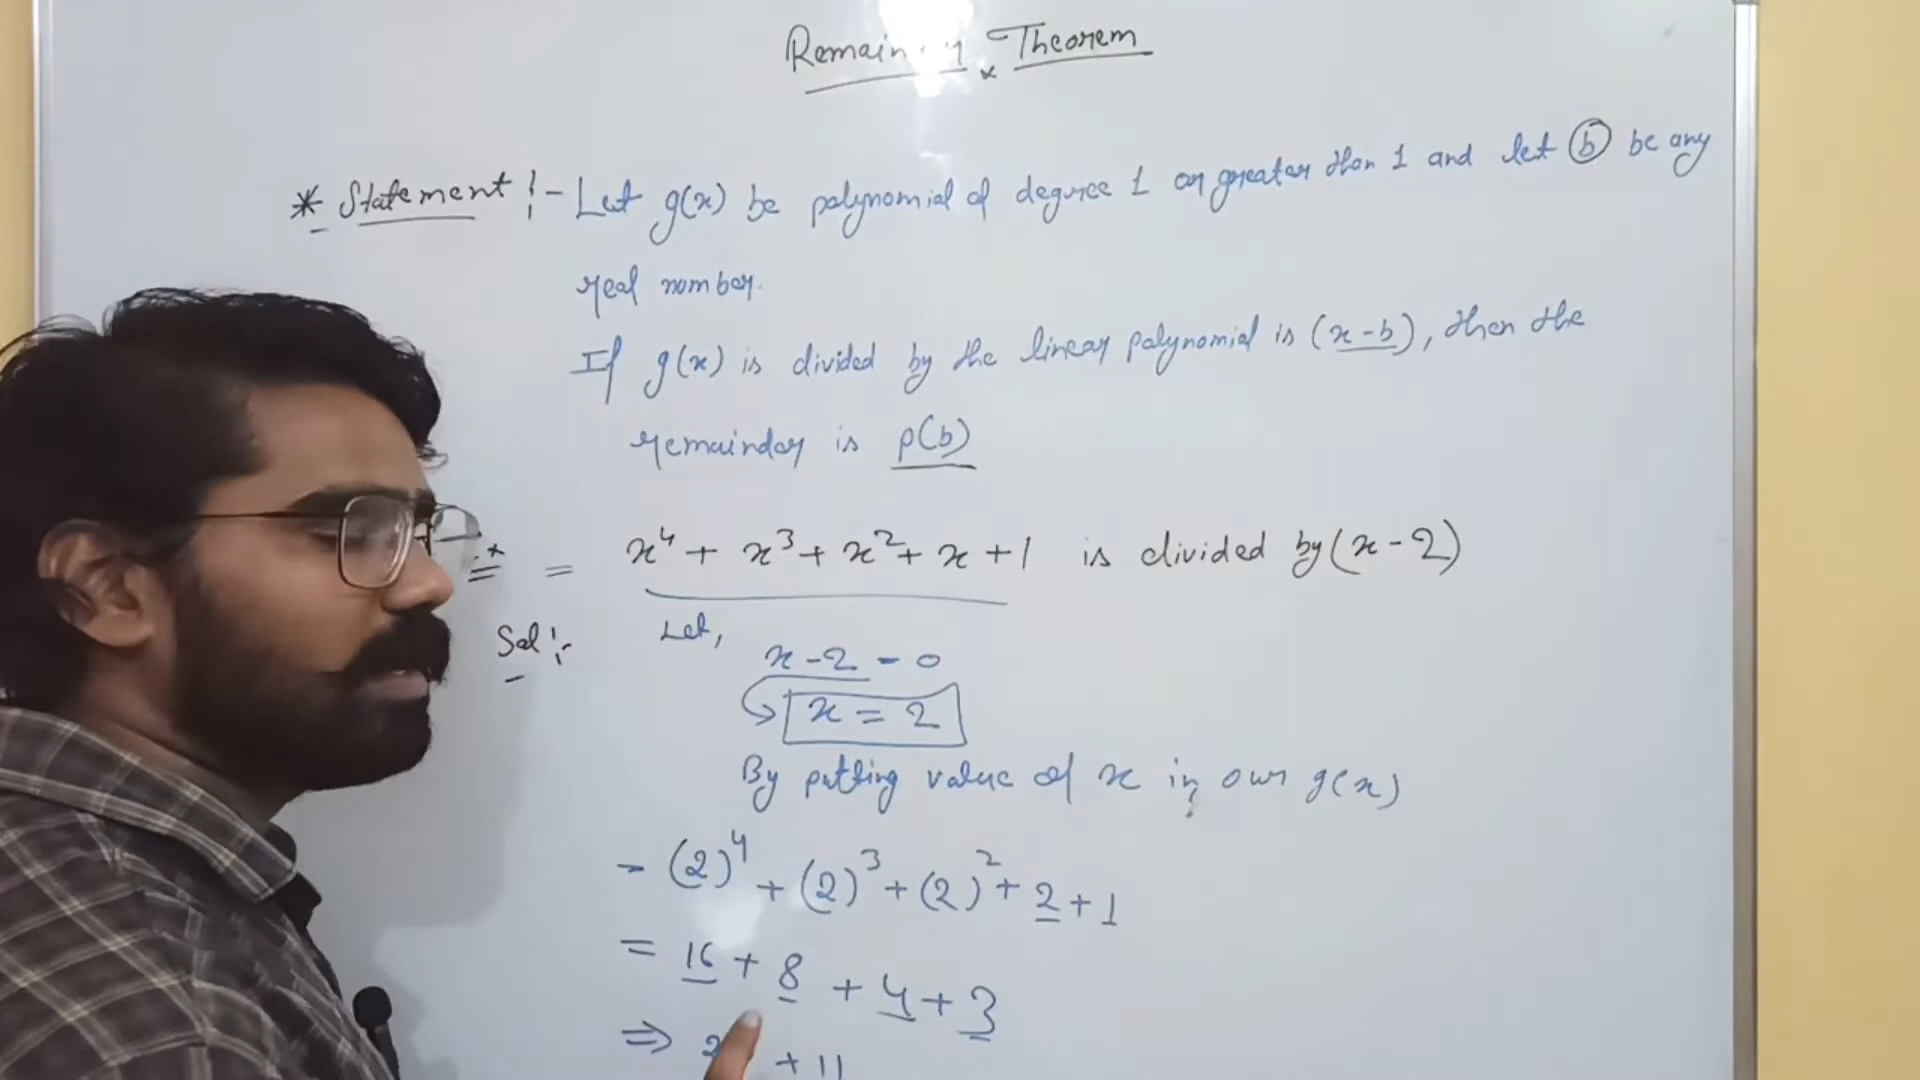 Theorem
* Statement :- Let g(x) be polynomial of degree 1 or greater than 1 and let b be any
real number.
If g(x) is divided by the linear polynomial is (x-b), then the
remainder is p(b)
= x⁴ + x³ + x² + x + 1 is divided by (x-2)
Sol :- Let,
x-2 = 0
x = 2
By putting value of x in our g(x)
= (2)⁴ + (2)³ + (2)² + 2 + 1
= 16 + 8 + 4 + 3
⇒ + 11